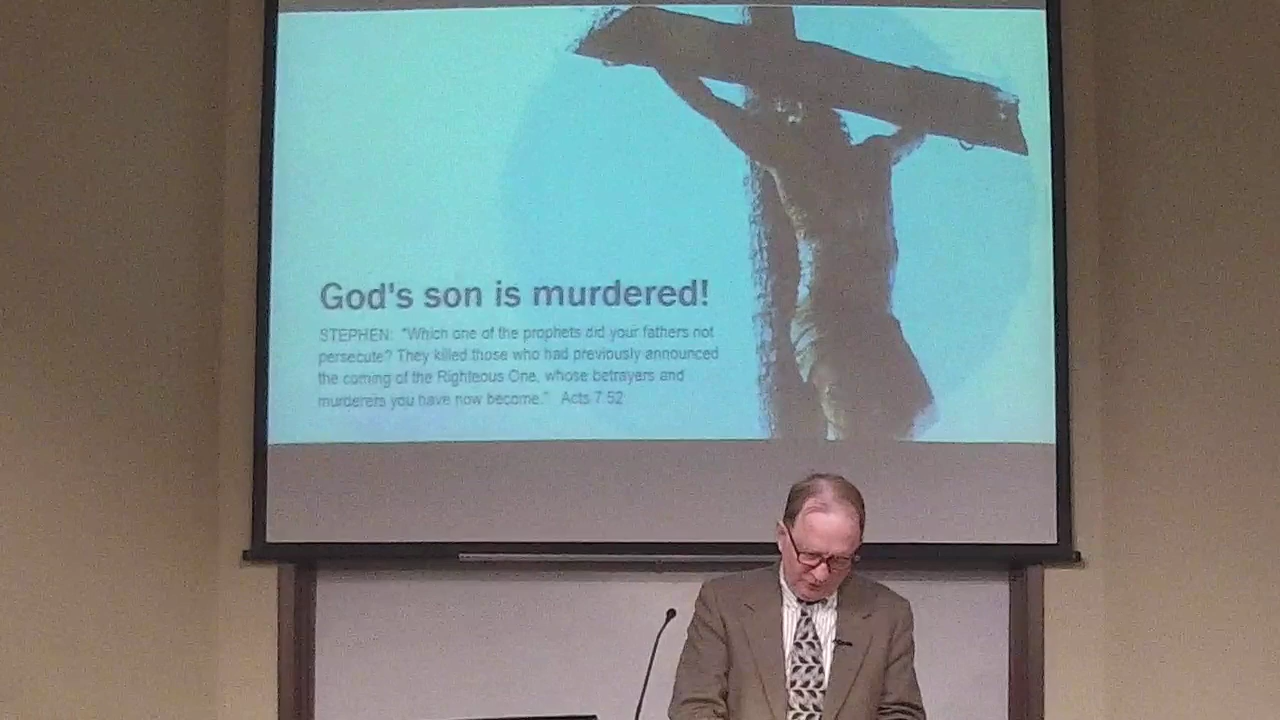 God's son is murdered!
STEPHEN: "Which one of the prophets did your fathers not
persecute? They killed those who had previously announced
the coming of the Righteous One, whose betrayers and
murderers you have now become." Acts 7:52